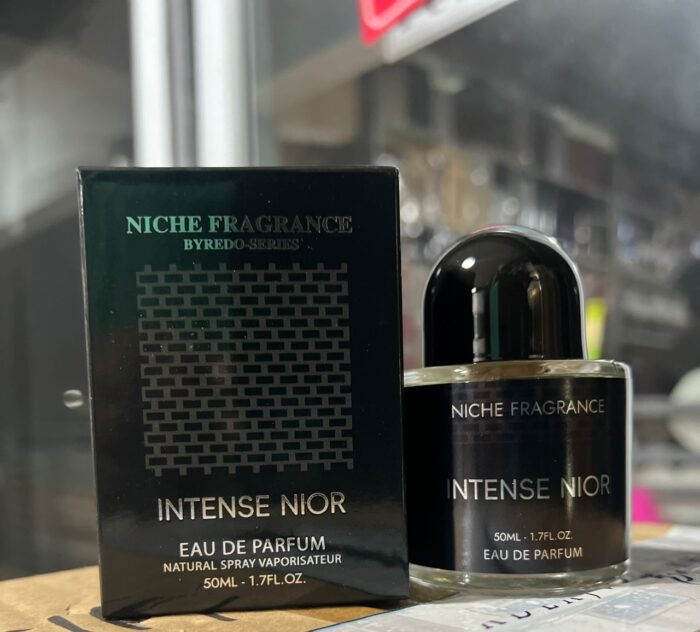 NICHE FRAGRANCE
BYREDO-SERIES
INTENSE NIOR
EAU DE PARFUM
NATURAL SPRAY VAPORISATEUR
50ML - 1.7FL.OZ.
NICHE FRAGRANCE
INTENSE NIOR
50ML - 1.7FL.OZ.
EAU DE PARFUM